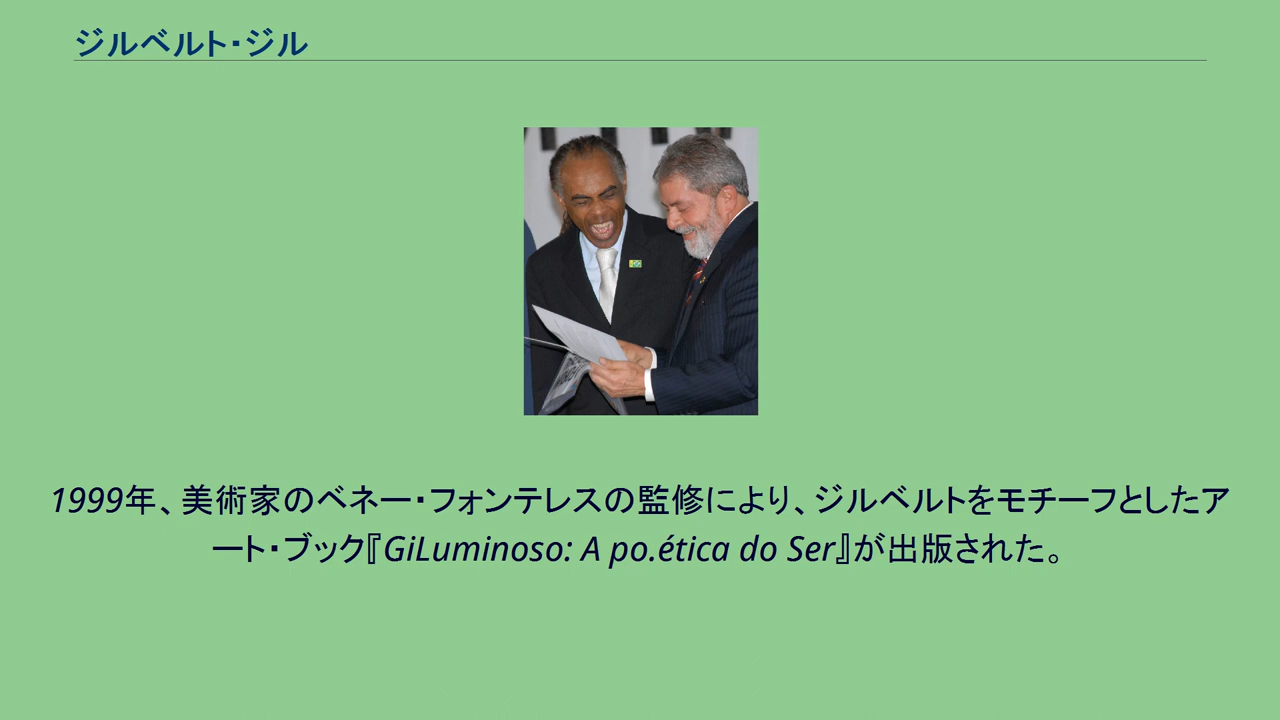 ジルベルト・ジル
1999年、美術家のベネー・フォンテレスの監修により、ジルベルトをモチーフとしたア
ート・ブック『GiLuminoso: A po.ética do Ser』が出版された。